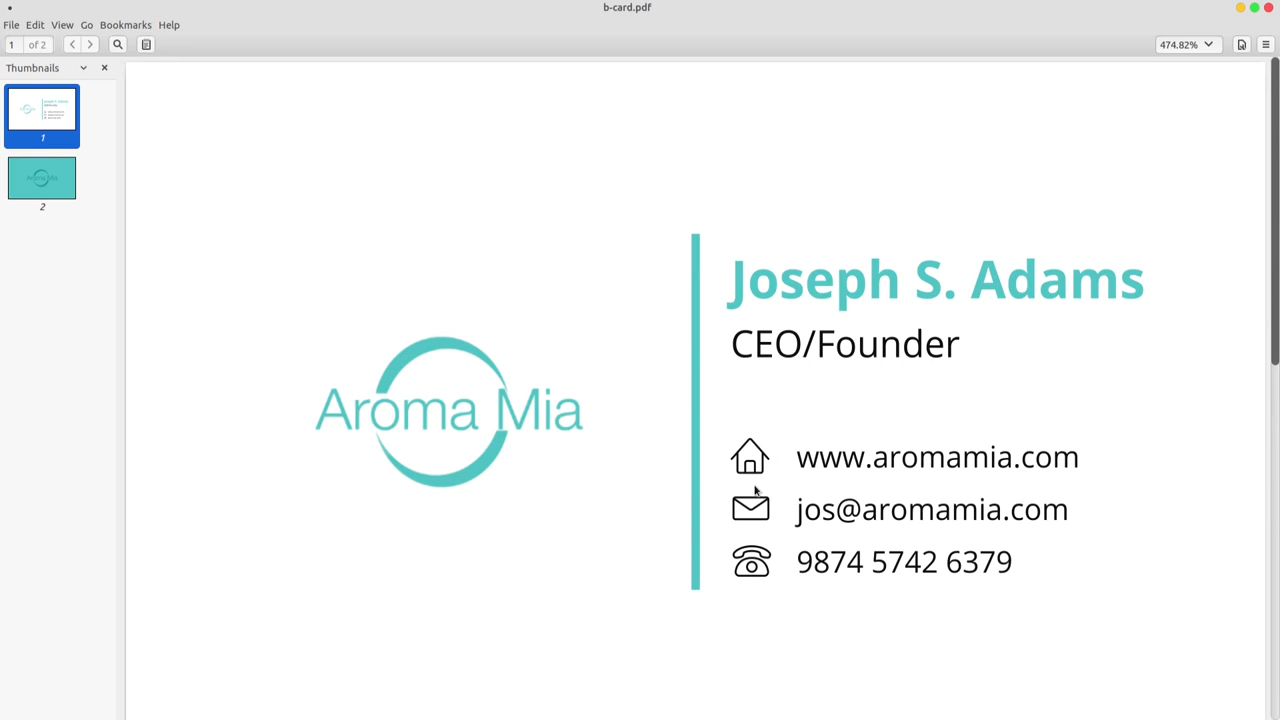 b-card.pdf
File Edit View Go Bookmarks Help
1 of 2
474.82%
Thumbnails
1
2
Aroma Mia
Joseph S. Adams
CEO/Founder
www.aromamia.com
jos@aromamia.com
9874 5742 6379